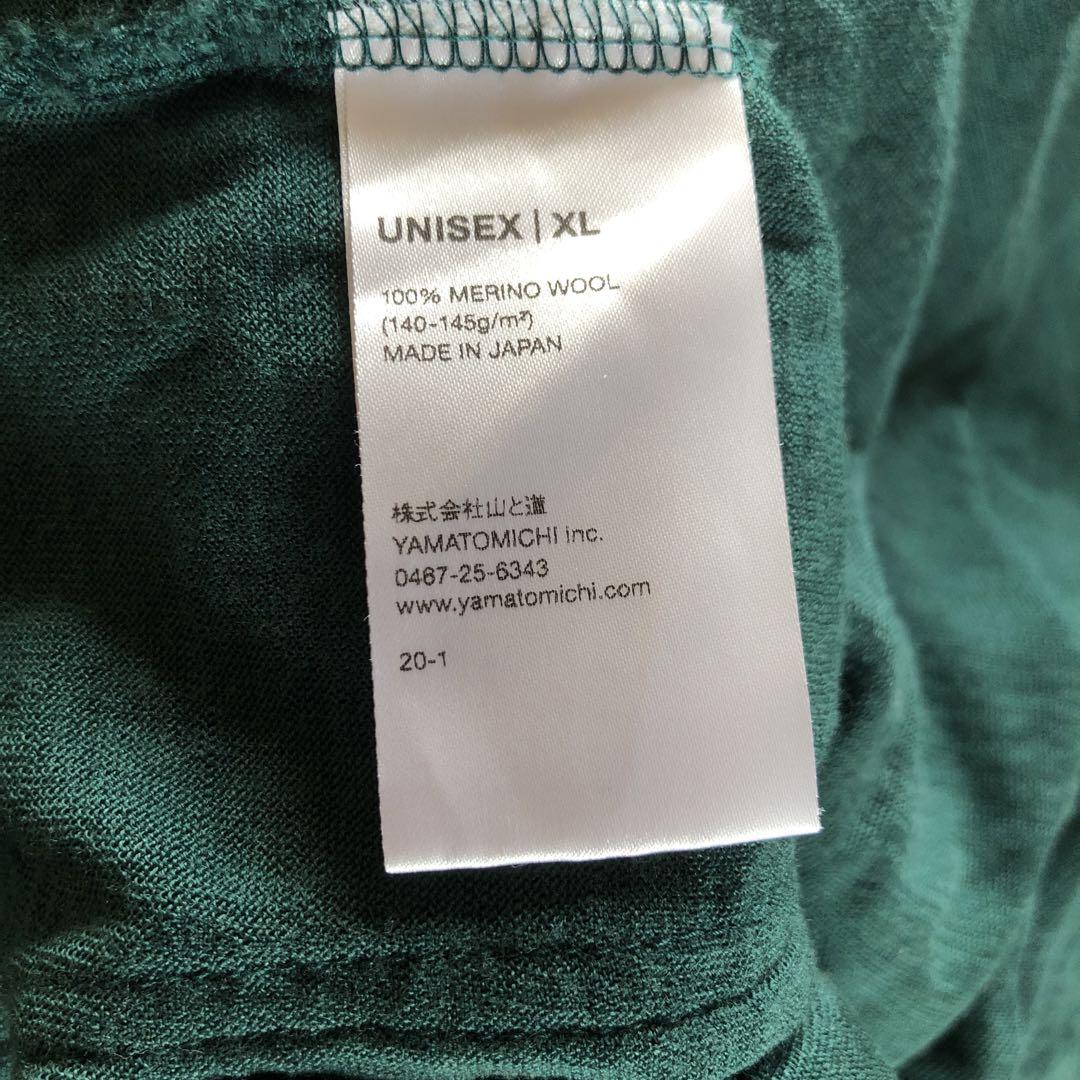 UNISEX | XL
100% MERINO WOOL
(140-145g/m²)
MADE IN JAPAN
株式会社山と道
YAMATOMICHI inc.
0467-25-6343
www.yamatomichi.com
20-1